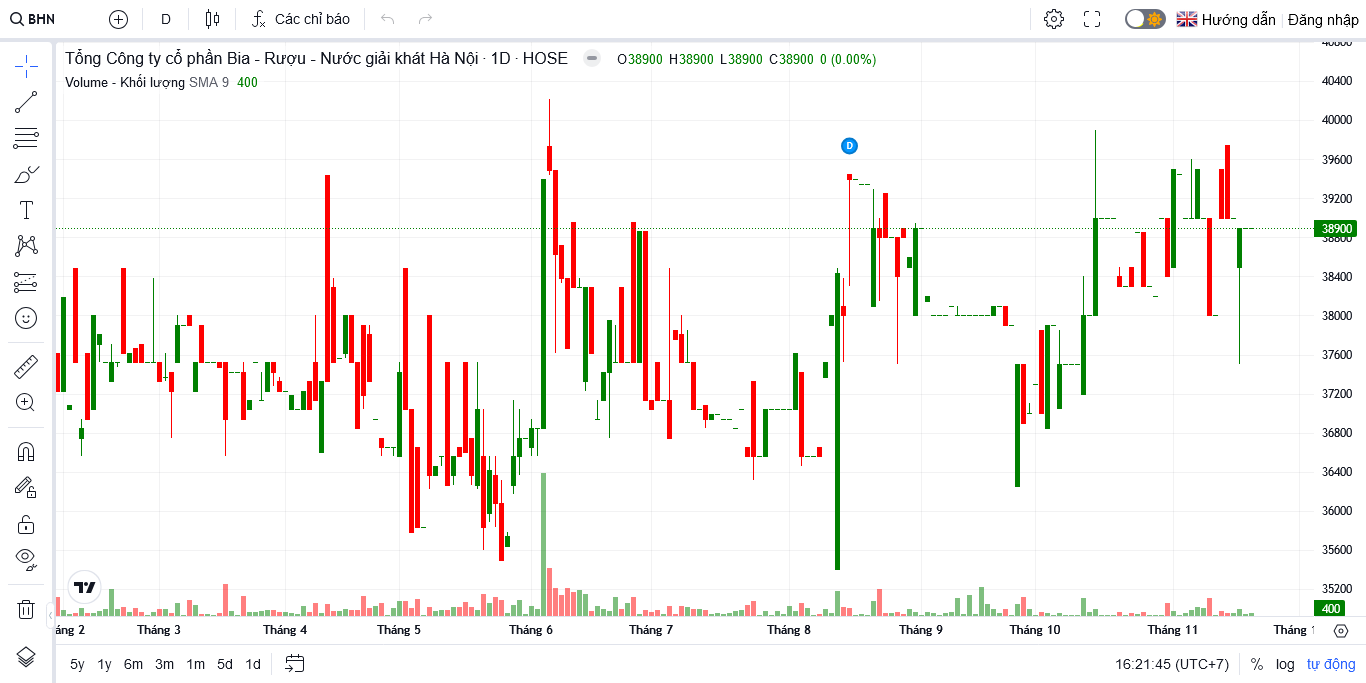 BHN D Các chỉ báo Hướng dẫn Đăng nhập
Tổng Công ty cổ phần Bia - Rượu - Nước giải khát Hà Nội · 1D · HOSE O38900 H38900 L38900 C38900 0 (0.00%)
Volume - Khối lượng SMA 9 400
D
40800
40400
40000
39600
39200
38900
38800
38400
38000
37600
37200
36800
36400
36000
35600
35200
400
áng 2 Tháng 3 Tháng 4 Tháng 5 Tháng 6 Tháng 7 Tháng 8 Tháng 9 Tháng 10 Tháng 11 Tháng 1
5y 1y 6m 3m 1m 5d 1d 16:21:45 (UTC+7) % log tự động